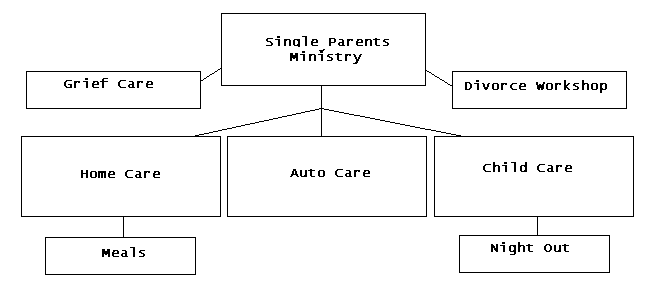 Single Parents
Ministry
Grief Care
Divorce Workshop
Home Care
Auto Care
Child Care
Meals
Night Out